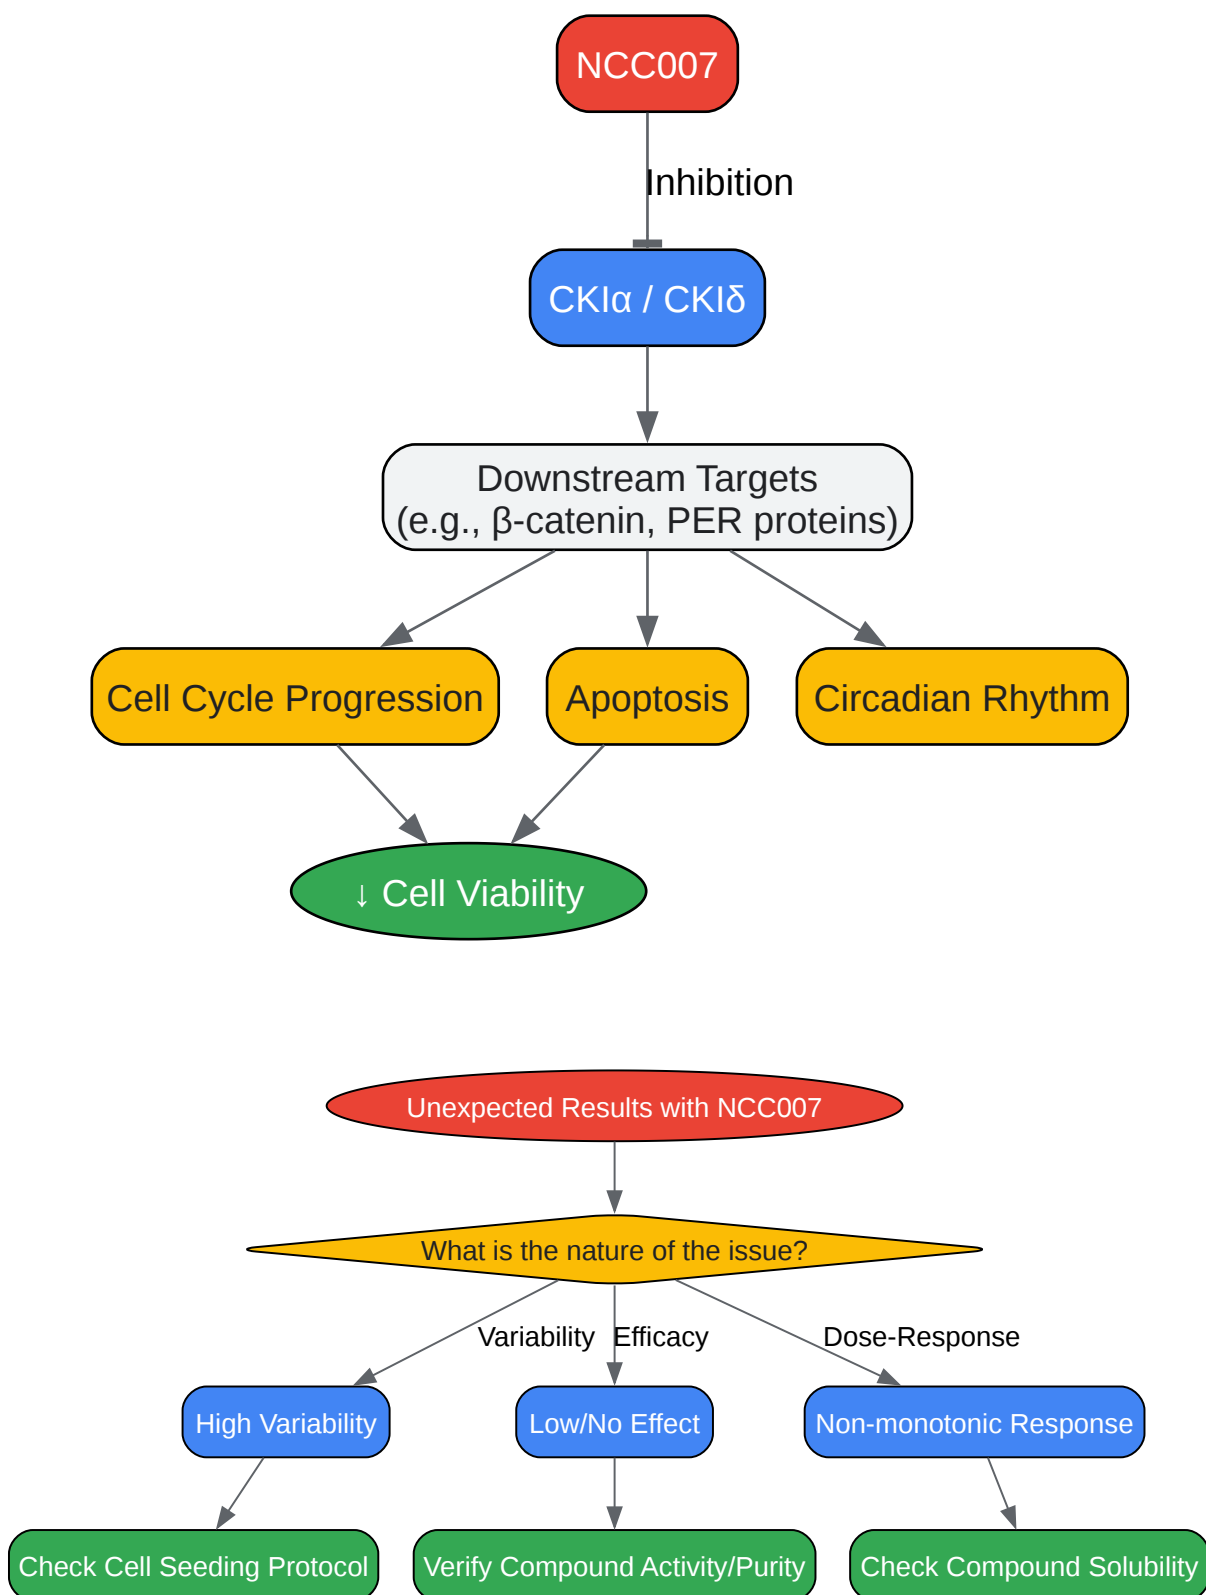 NCC007
Inhibition
CKIα / CKIδ
Downstream Targets
(e.g., β-catenin, PER proteins)
Cell Cycle Progression
Apoptosis
Circadian Rhythm
↓ Cell Viability
Unexpected Results with NCC007
What is the nature of the issue?
Variability
Efficacy
Dose-Response
High Variability
Low/No Effect
Non-monotonic Response
Check Cell Seeding Protocol
Verify Compound Activity/Purity
Check Compound Solubility